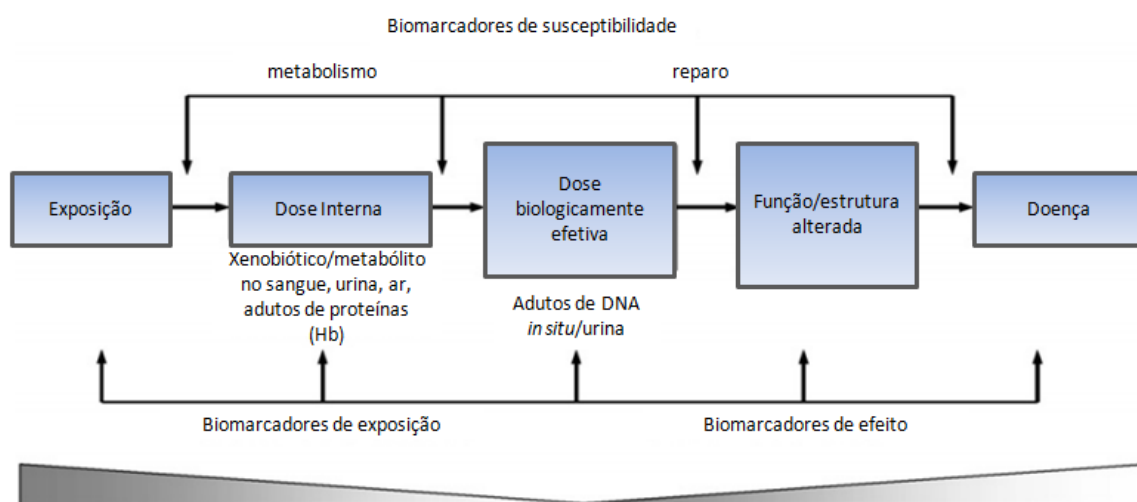 Biomarcadores de susceptibilidade
metabolismo
reparo
Exposição
Dose Interna
Dose
biologicamente
efetiva
Função/estrutura
alterada
Doença
Xenobiótico/metabólito
no sangue, urina, ar,
adutos de proteínas
(Hb)
Adutos de DNA
in situ/urina
Biomarcadores de exposição
Biomarcadores de efeito